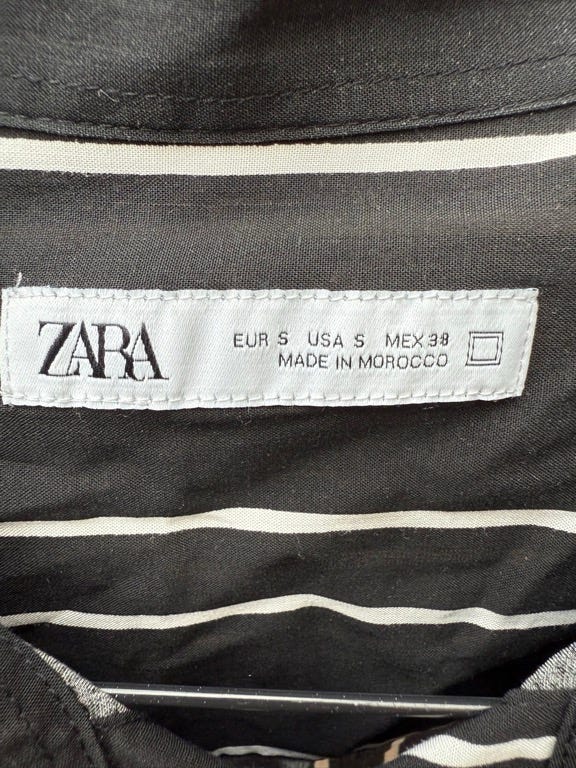 ZARA
EUR S USA S MEX 38
MADE IN MOROCCO